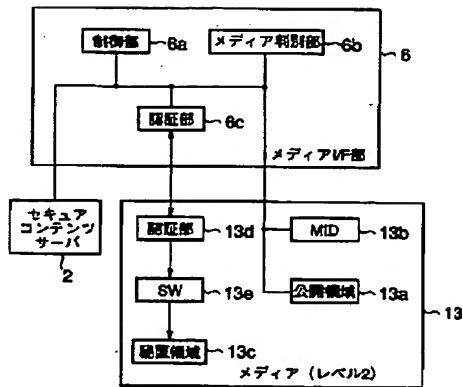 制御部
6a
メディア判別部
6b
6
認証部
6c
メディアI/F部
セキュア
コンテンツ
サーバ
2
認証部
13d
MID
13b
SW
13e
公開領域
13a
13
秘匿領域
13c
メディア(レベル2)